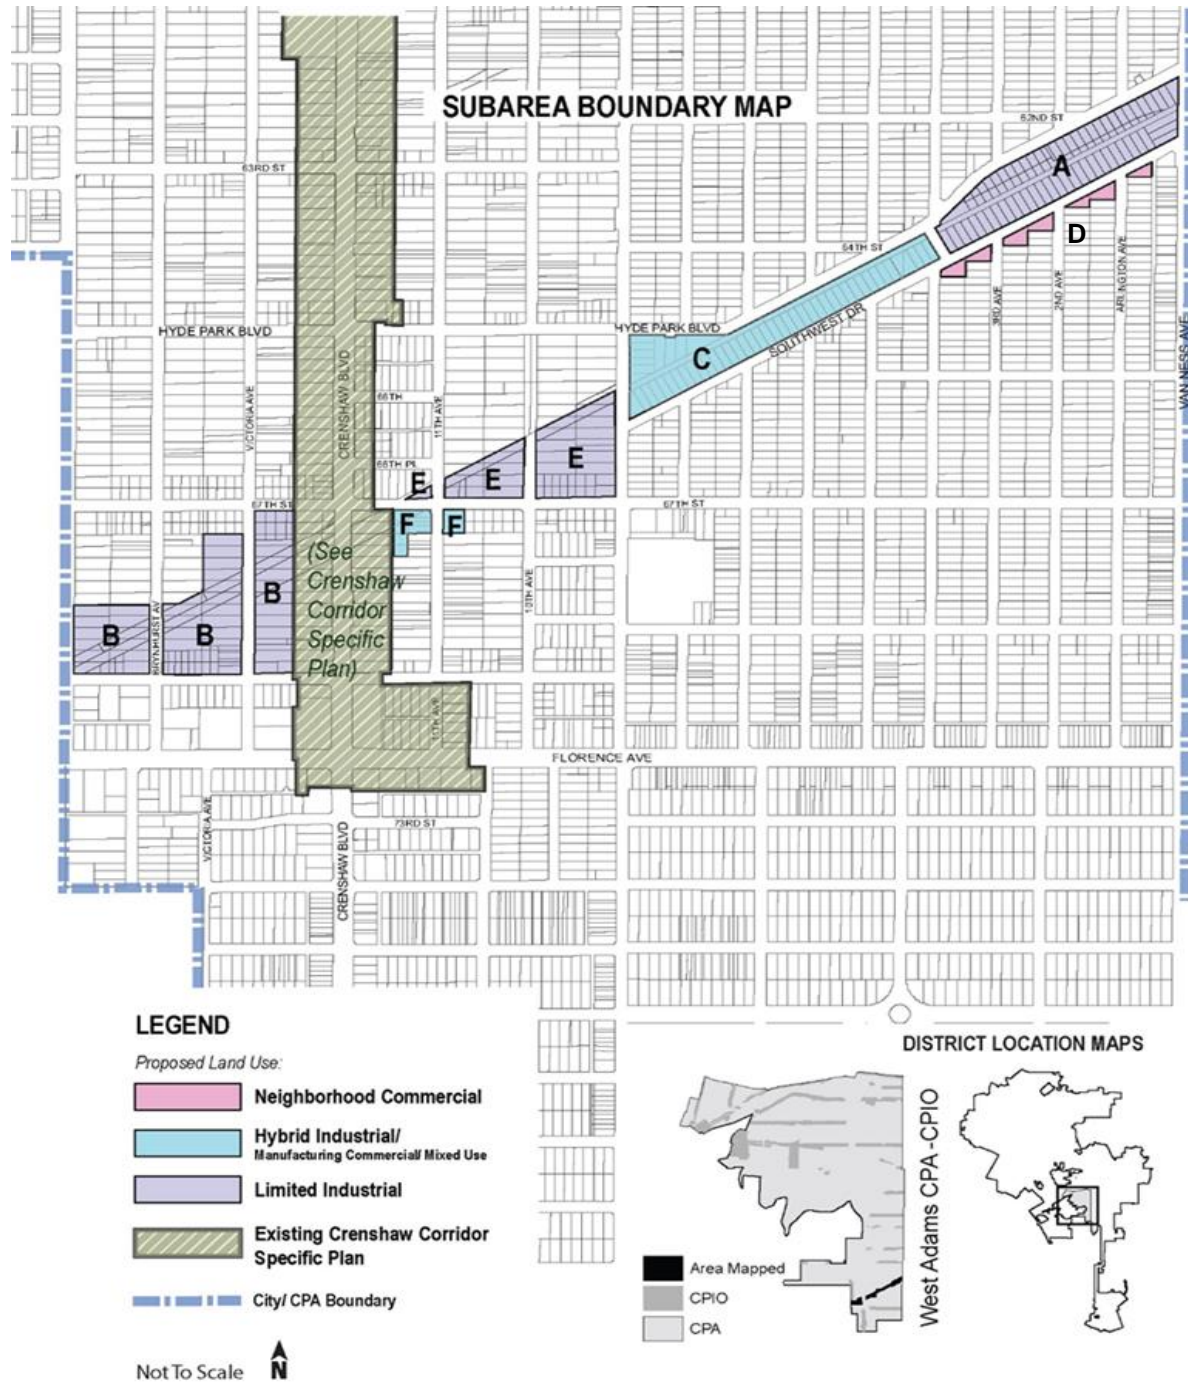 SUBAREA BOUNDARY MAP
62ND ST
A
63RD ST
D
64TH ST
ARLINGTON AVE
2ND AVE
3RD AVE
HYDE PARK BLVD
HYDE PARK BLVD
SOUTHWEST DR
VAN NESS AVE
C
CRENSHAW BLVD
VICTORIA AVE
66TH
11TH AVE
66TH PL
E
E
E
67TH ST
67TH ST
F
F
(See
Crenshaw
Corridor
Specific
Plan)
B
B
B
BRYNHURST AV
10TH AVE
11TH AVE
FLORENCE AVE
VICTORIA AVE
73RD ST
CRENSHAW BLVD
LEGEND
Proposed Land Use:
Neighborhood Commercial
Hybrid Industrial/
Manufacturing Commercial/ Mixed Use
Limited Industrial
Existing Crenshaw Corridor
Specific Plan
City/ CPA Boundary
Not To Scale
N
DISTRICT LOCATION MAPS
West Adams CPA -CPIO
Area Mapped
CPIO
CPA